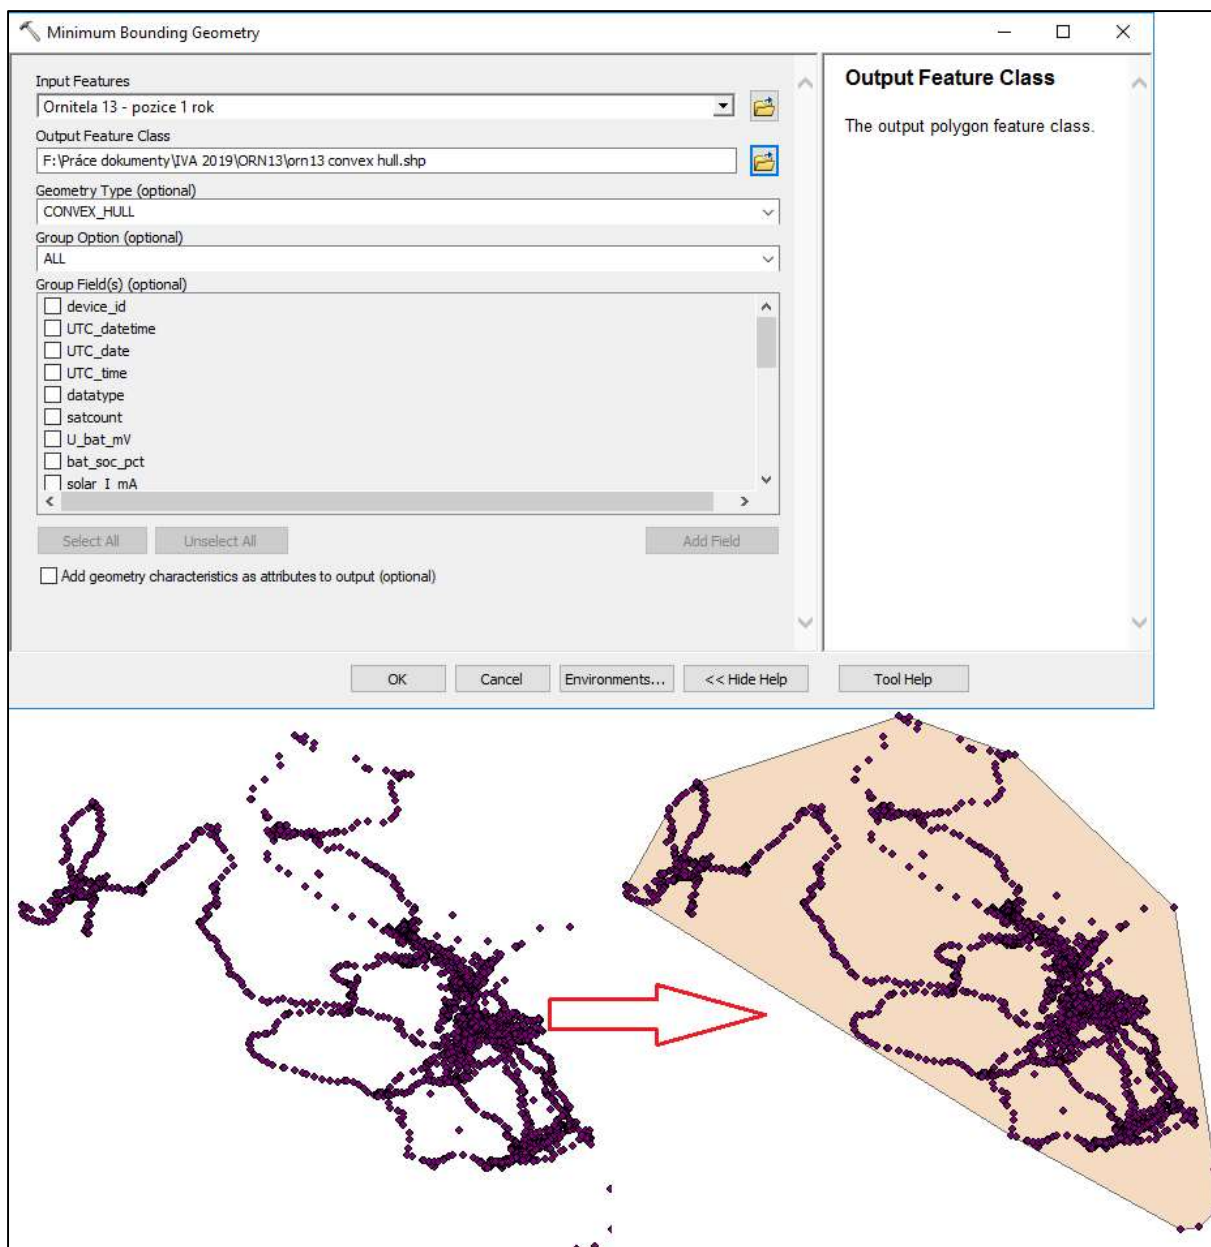 Minimum Bounding Geometry
Input Features
Ornitela 13 - pozice 1 rok
Output Feature Class
F:\Práce dokumenty\IVA 2019\ORN13\orn13 convex hull.shp
Geometry Type (optional)
CONVEX_HULL
Group Option (optional)
ALL
Group Field(s) (optional)
device_id
UTC_datetime
UTC_date
UTC_time
datatype
satcount
U_bat_mV
bat_soc_pct
solar_I_mA
Select All Unselect All Add Field
Add geometry characteristics as attributes to output (optional)
Output Feature Class
The output polygon feature class.
OK Cancel Environments... << Hide Help Tool Help